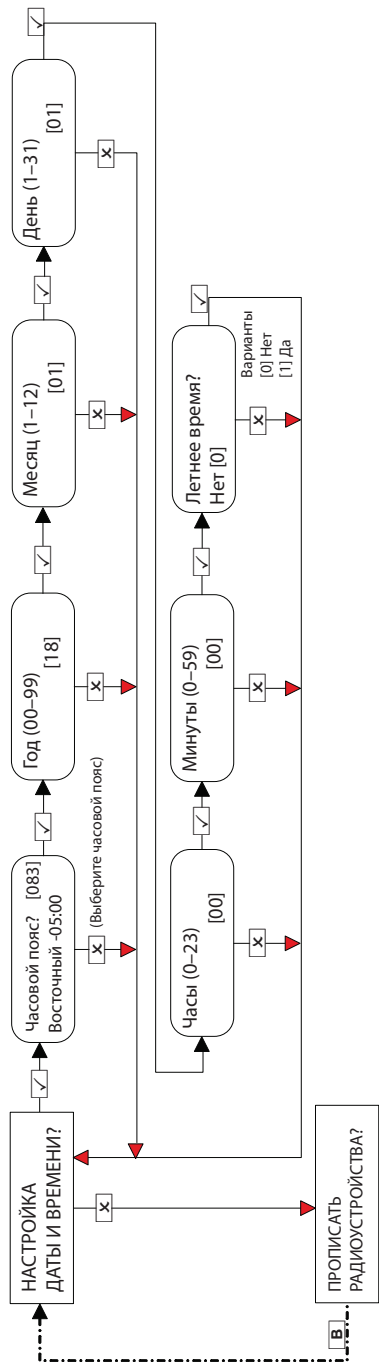 НАСТРОЙКА
ДАТЫ И ВРЕМЕНИ?
Часовой пояс? [083]
Восточный -05:00
(Выберите часовой пояс)
Год (00–99)
[18]
Месяц (1–12)
[01]
День (1–31)
[01]
Часы (0–23)
[00]
Минуты (0–59)
[00]
Летнее время?
Нет [0]
Варианты
[0] Нет
[1] Да
ПРОПИСАТЬ
РАДИОУСТРОЙСТВА?
B